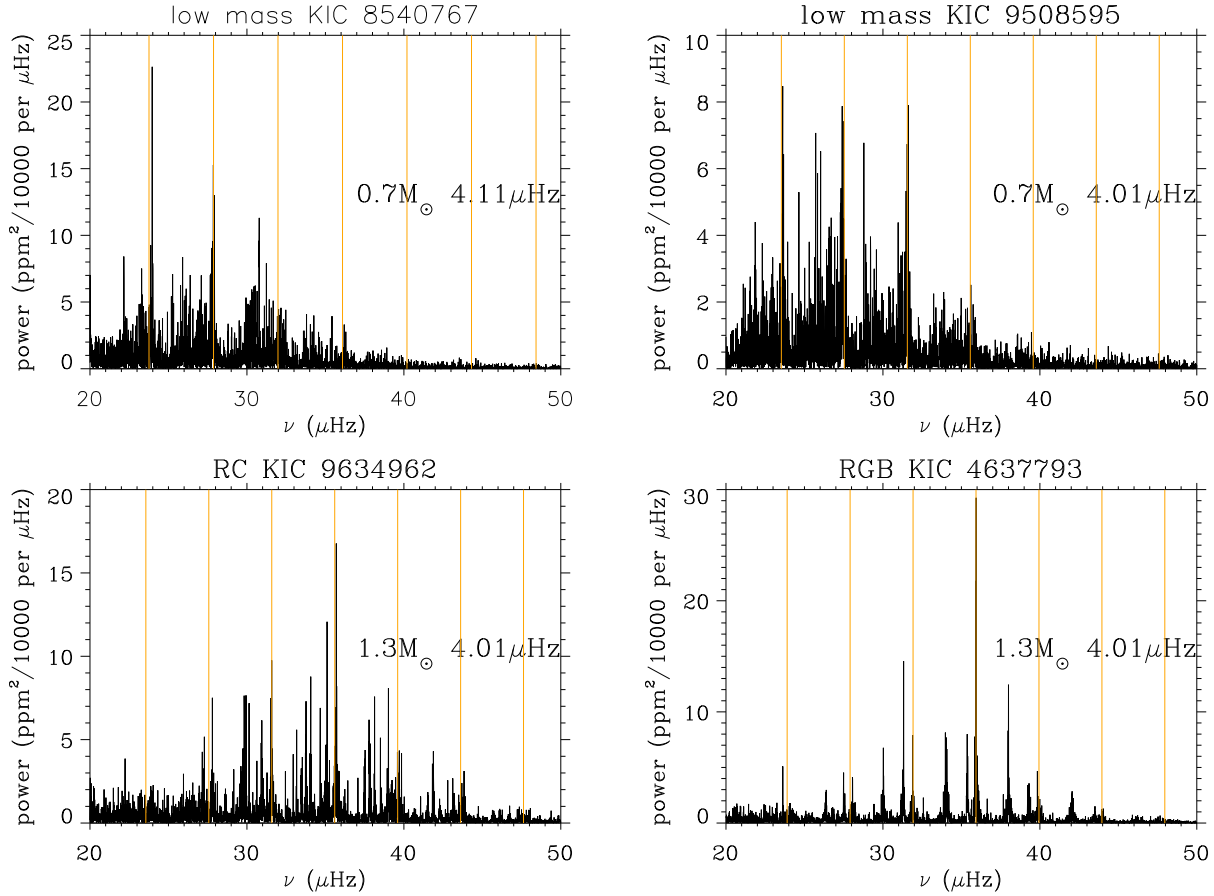 low mass KIC 8540767
power (ppm²/10000 per μHz)
25
20
15
10
5
0
0.7M⊙ 4.11μHz
20 30 40 50
ν (μHz)
low mass KIC 9508595
power (ppm²/10000 per μHz)
10
8
6
4
2
0
0.7M⊙ 4.01μHz
20 30 40 50
ν (μHz)
RC KIC 9634962
power (ppm²/10000 per μHz)
20
15
10
5
0
1.3M⊙ 4.01μHz
20 30 40 50
ν (μHz)
RGB KIC 4637793
power (ppm²/10000 per μHz)
30
20
10
0
1.3M⊙ 4.01μHz
20 30 40 50
ν (μHz)